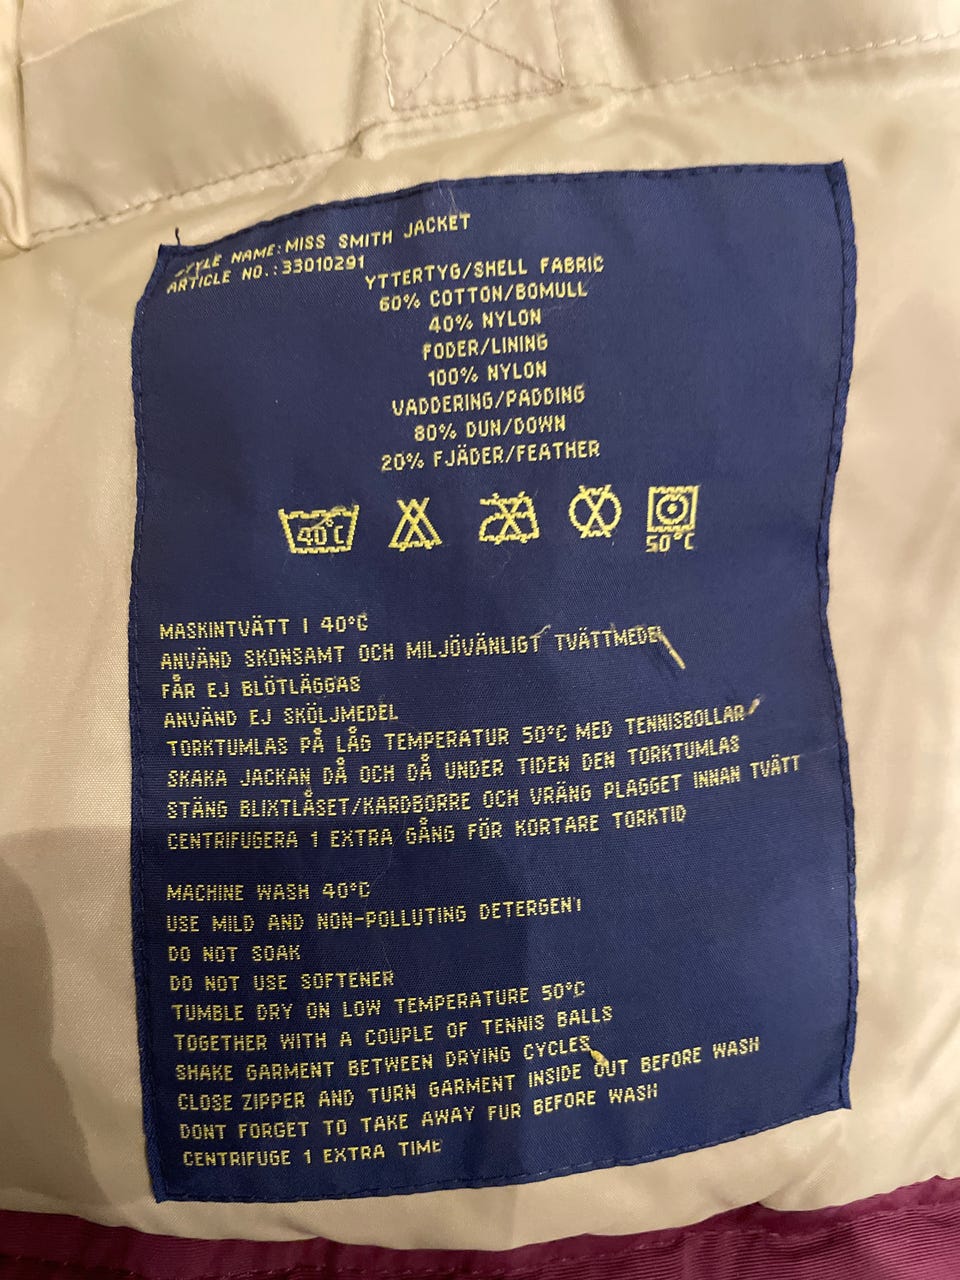 STYLE NAME:MISS SMITH JACKET
ARTICLE NO.:33010291
YTTERTYG/SHELL FABRIC
60% COTTON/BOMULL
40% NYLON
FODER/LINING
100% NYLON
VADDERING/PADDING
80% DUN/DOWN
20% FJÄDER/FEATHER
40°C
50°C
MASKINTVÄTT I 40°C
ANVÄND SKONSAMT OCH MILJÖVÄNLIGT TVÄTTMEDEL
FÅR EJ BLÖTLÄGGAS
ANVÄND EJ SKÖLJMEDEL
TORKTUMLAS PÅ LÅG TEMPERATUR 50°C MED TENNISBOLLAR
SKAKA JACKAN DÅ OCH DÅ UNDER TIDEN DEN TORKTUMLAS
STÄNG BLIXTLÅSET/KARDBORRE OCH VRÄNG PLAGGET INNAN TVÄTT
CENTRIFUGERA 1 EXTRA GÅNG FÖR KORTARE TORKTID
MACHINE WASH 40°C
USE MILD AND NON-POLLUTING DETERGENT
DO NOT SOAK
DO NOT USE SOFTENER
TUMBLE DRY ON LOW TEMPERATURE 50°C
TOGETHER WITH A COUPLE OF TENNIS BALLS
SHAKE GARMENT BETWEEN DRYING CYCLES
CLOSE ZIPPER AND TURN GARMENT INSIDE OUT BEFORE WASH
DONT FORGET TO TAKE AWAY FUR BEFORE WASH
CENTRIFUGE 1 EXTRA TIME